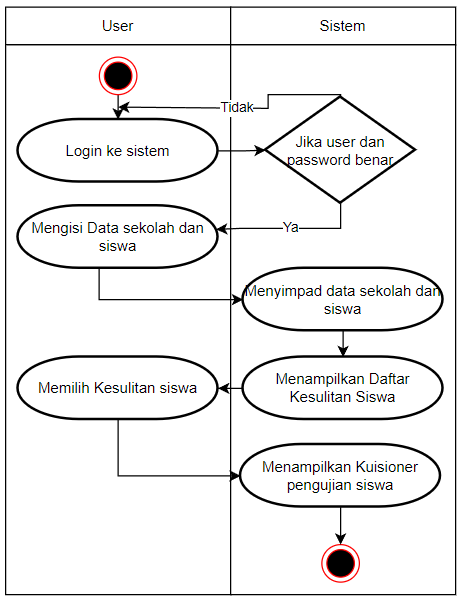 User
Sistem
Tidak
Login ke sistem
Jika user dan
password benar
Mengisi Data sekolah dan
siswa
Ya
Menyimpad data sekolah dan
siswa
Memilih Kesulitan siswa
Menampilkan Daftar
Kesulitan Siswa
Menampilkan Kuisioner
pengujian siswa